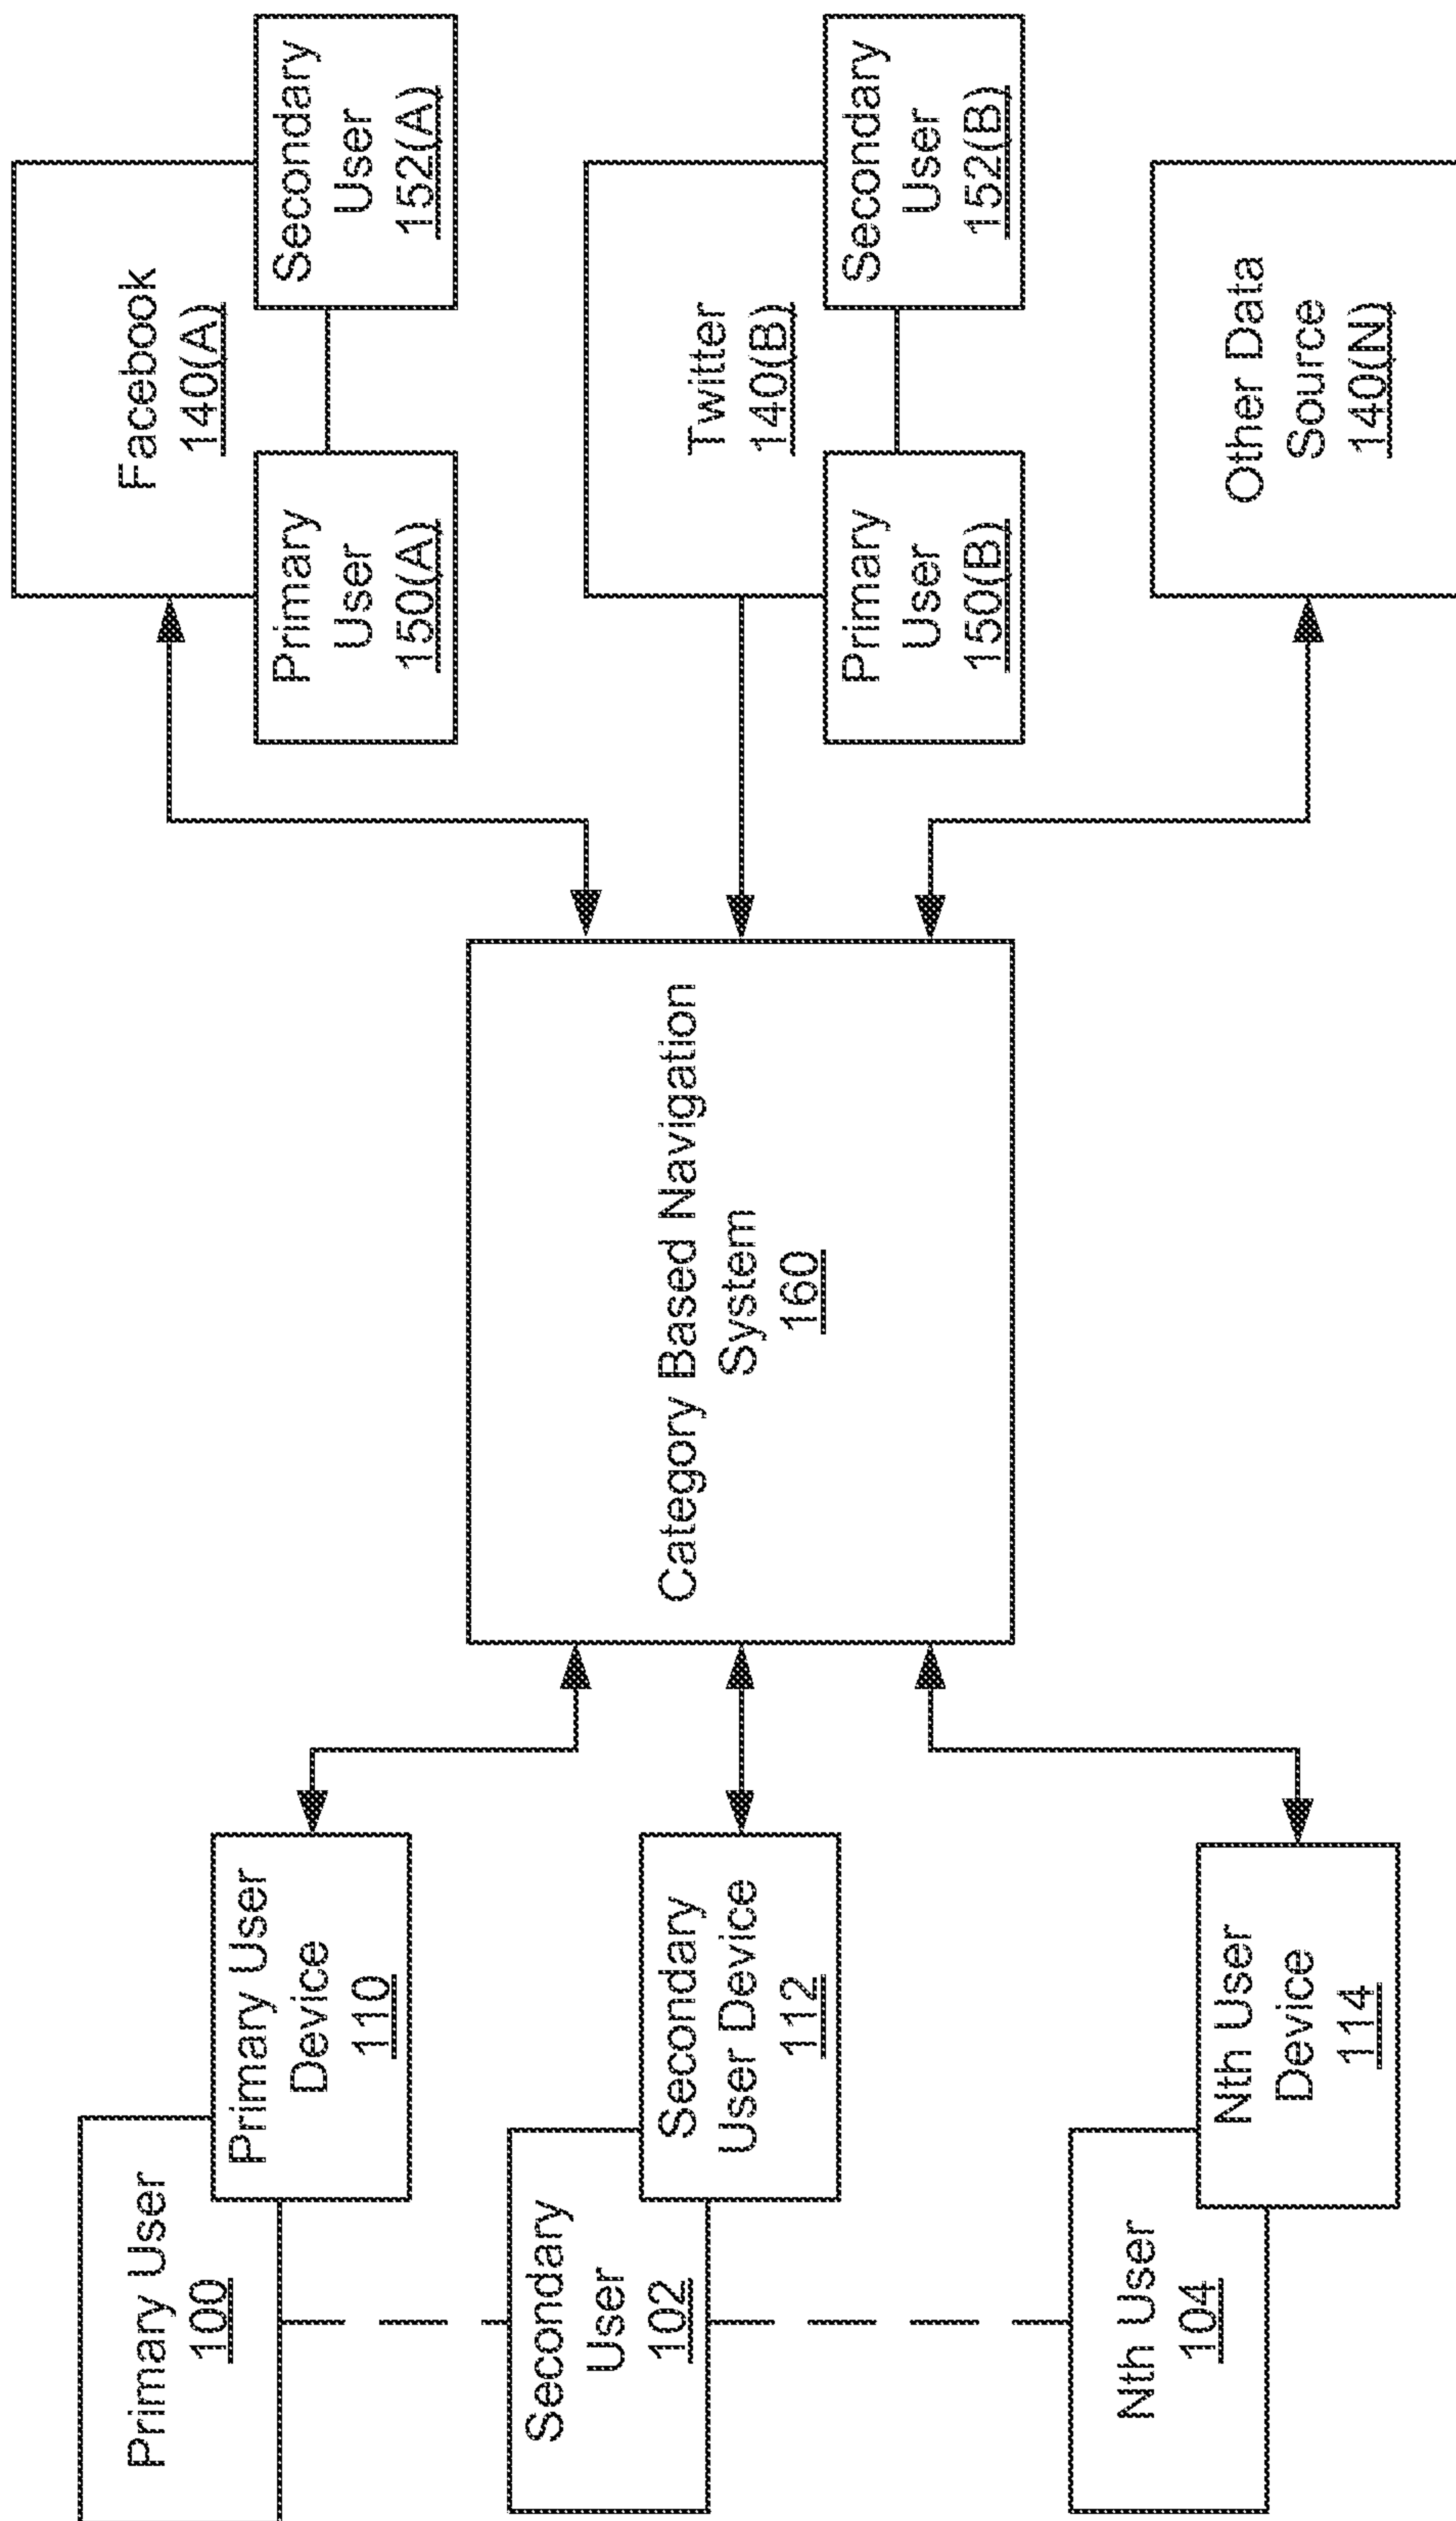 Primary User
100
Primary User
Device
110
Secondary
User
102
Secondary
User Device
112
Nth User
104
Nth User
Device
114
Category Based Navigation
System
160
Facebook
140(A)
Primary
User
150(A)
Secondary
User
152(A)
Twitter
140(B)
Primary
User
150(B)
Secondary
User
152(B)
Other Data
Source
140(N)